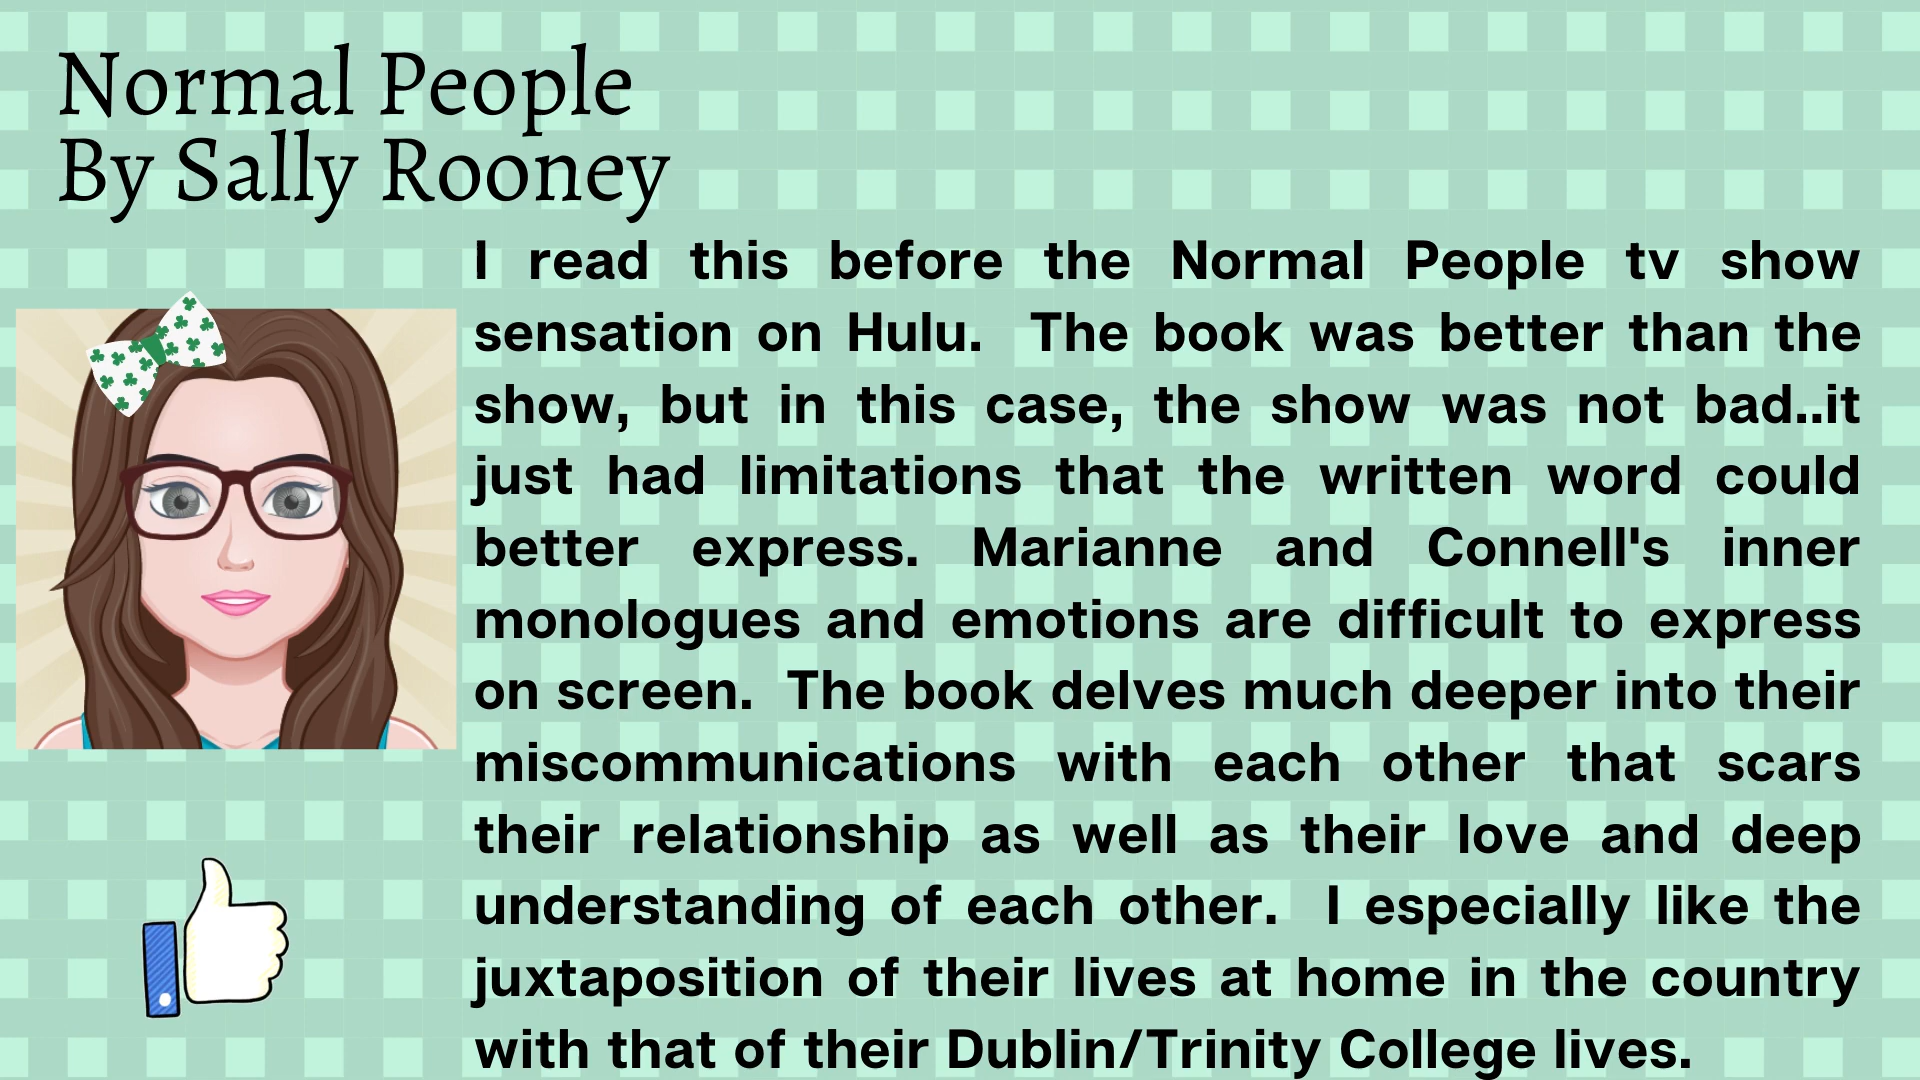 Normal People
By Sally Rooney
I read this before the Normal People tv show
sensation on Hulu.  The book was better than the
show, but in this case, the show was not bad..it
just had limitations that the written word could
better express. Marianne and Connell's inner
monologues and emotions are difficult to express
on screen.  The book delves much deeper into their
miscommunications with each other that scars
their relationship as well as their love and deep
understanding of each other.  I especially like the
juxtaposition of their lives at home in the country
with that of their Dublin/Trinity College lives.